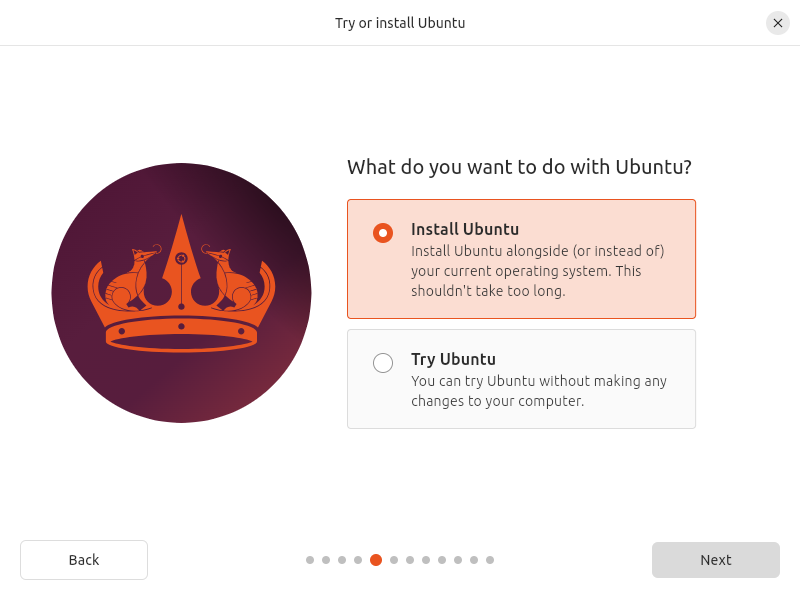 Try or install Ubuntu
What do you want to do with Ubuntu?
Install Ubuntu
Install Ubuntu alongside (or instead of)
your current operating system. This
shouldn't take too long.
Try Ubuntu
You can try Ubuntu without making any
changes to your computer.
Back
Next